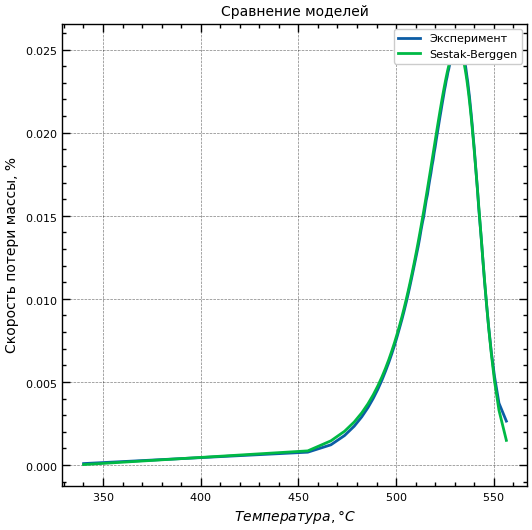 Сравнение моделей
Эксперимент
Sestak-Berggen
Скорость потери массы, %
0.025
0.020
0.015
0.010
0.005
0.000
350 400 450 500 550
Температура, °C